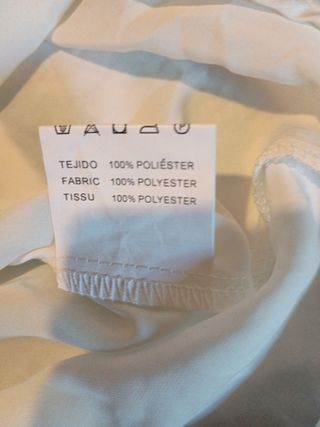 TEJIDO 100% POLIÉSTER
FABRIC 100% POLYESTER
TISSU 100% POLYESTER